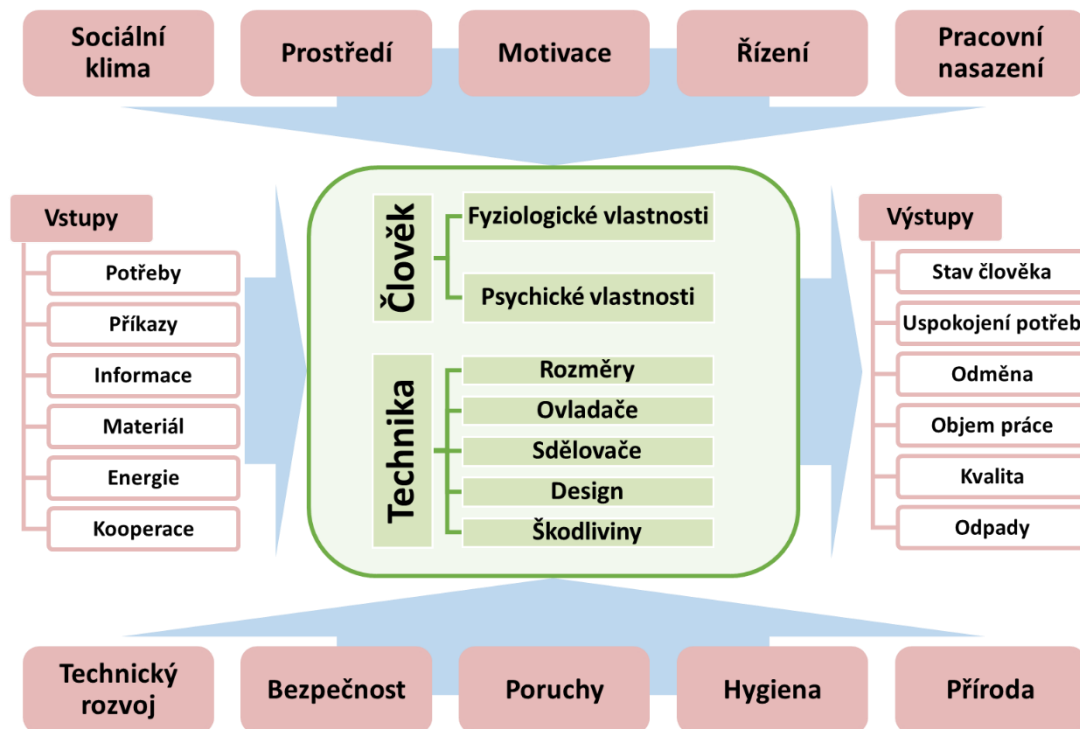 Sociální
klima
Prostředí
Motivace
Řízení
Pracovní
nasazení
Vstupy
Potřeby
Příkazy
Informace
Materiál
Energie
Kooperace
Člověk
Fyziologické vlastnosti
Psychické vlastnosti
Technika
Rozměry
Ovladače
Sdělovače
Design
Škodliviny
Výstupy
Stav člověka
Uspokojení potřeb
Odměna
Objem práce
Kvalita
Odpady
Technický
rozvoj
Bezpečnost
Poruchy
Hygiena
Příroda